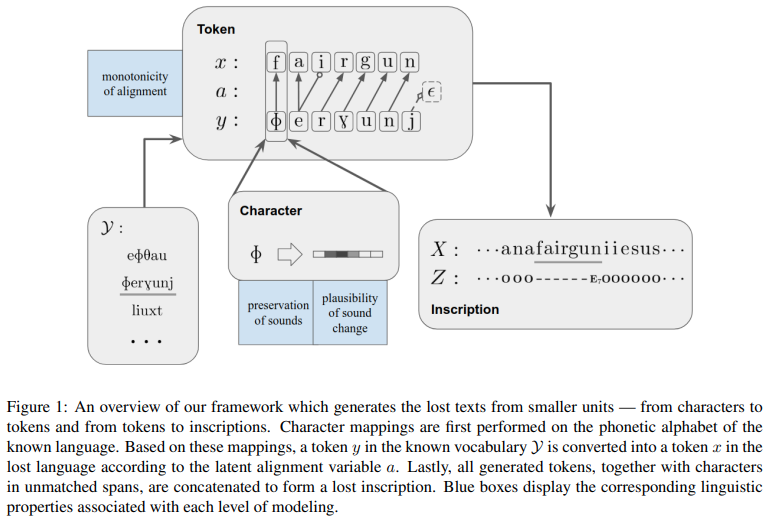 Token
x : f a i r g u n
a : ϵ
y : ϕ e r ɣ u n j
monotonicity
of alignment
Character
ϕ
preservation
of sounds
plausibility
of sound
change
𝒴 :
eϕθau
ϕerɣunj
liuxt
• • •
X : ···anafairguniiesus···
Z : ···OOO------E₇OOOOOO···
Inscription
Figure 1: An overview of our framework which generates the lost texts from smaller units — from characters to
tokens and from tokens to inscriptions. Character mappings are first performed on the phonetic alphabet of the
known language. Based on these mappings, a token y in the known vocabulary 𝒴 is converted into a token x in the
lost language according to the latent alignment variable a. Lastly, all generated tokens, together with characters
in unmatched spans, are concatenated to form a lost inscription. Blue boxes display the corresponding linguistic
properties associated with each level of modeling.